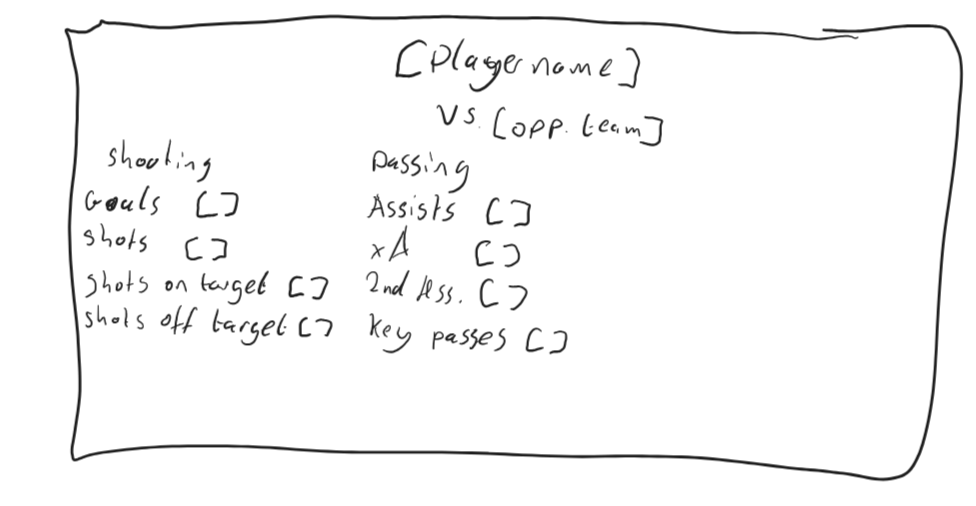 [Player name]
vs. [opp. team]
shooting
Goals []
shots []
shots on target []
shots off target []
passing
Assists []
xA []
2nd Ass. []
key passes []